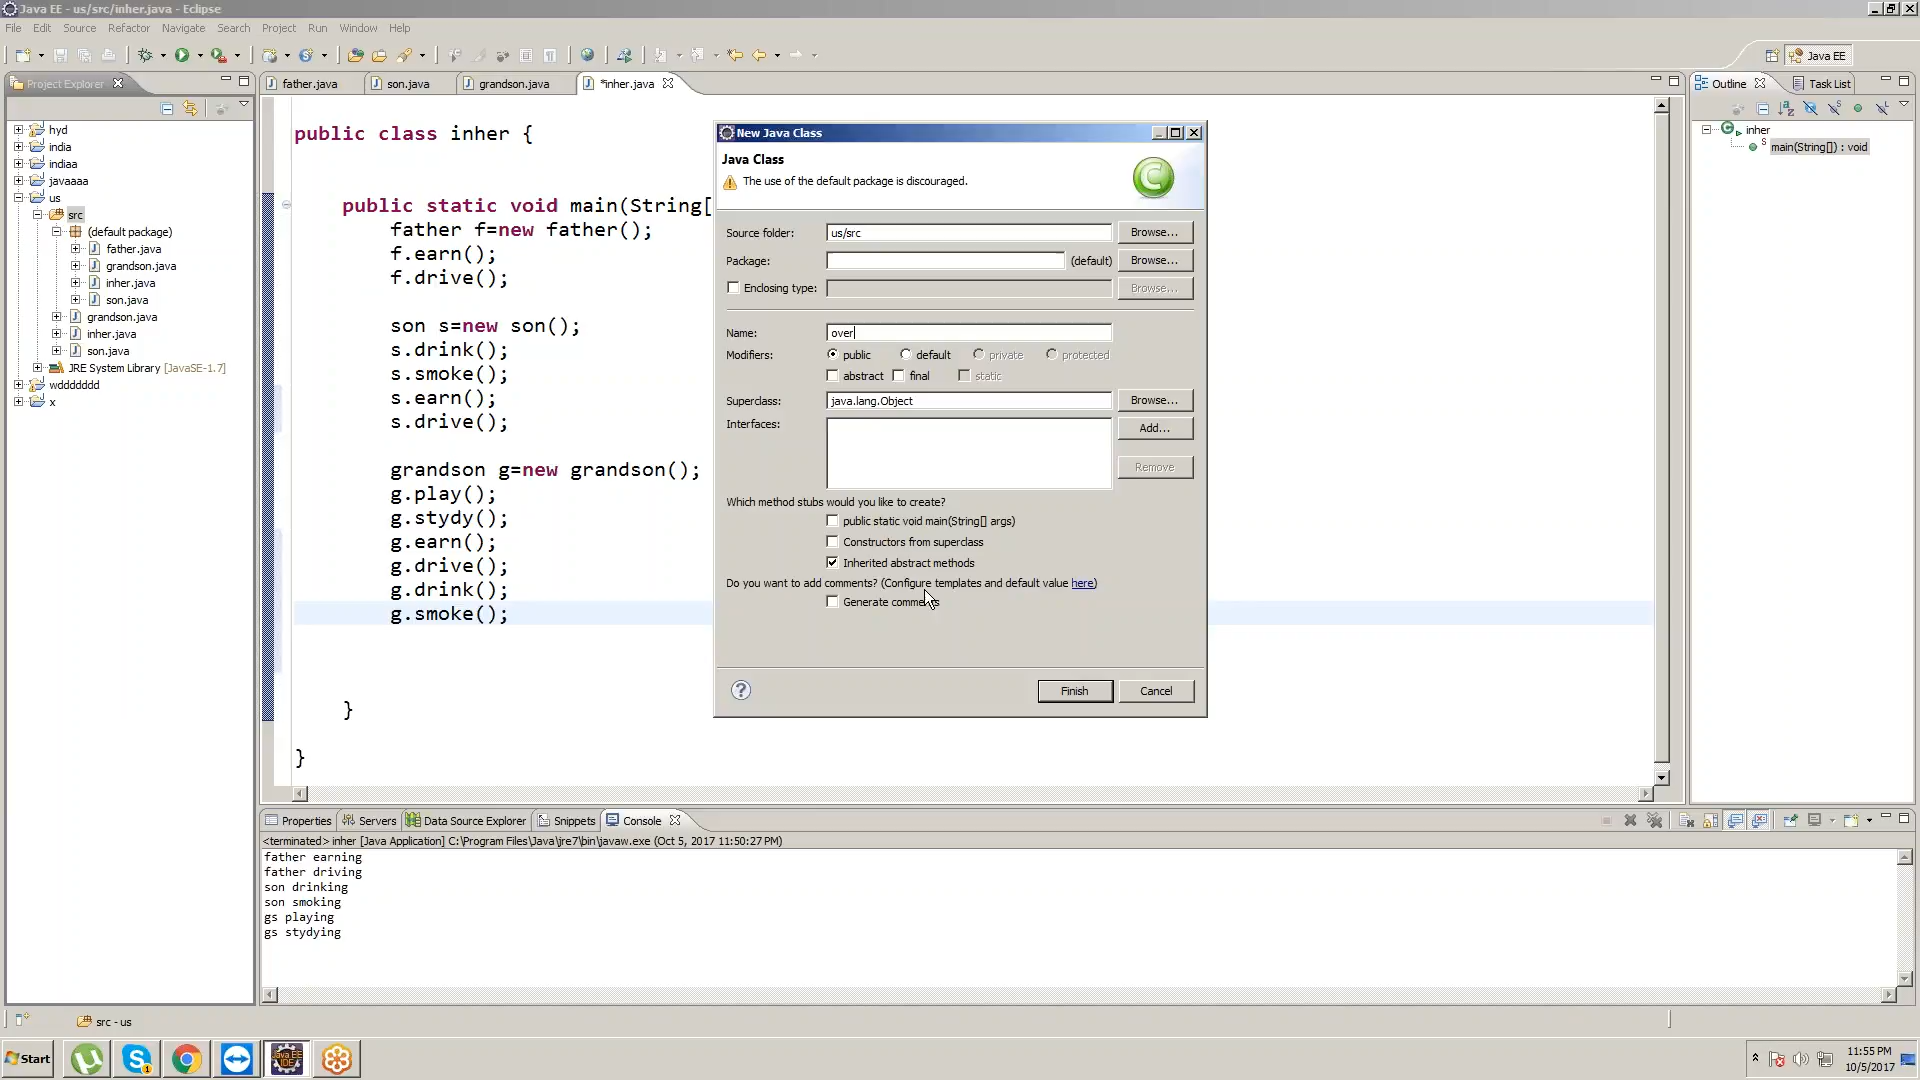 Java EE - us/src/inher.java - Eclipse
File Edit Source Refactor Navigate Search Project Run Window Help
Java EE
Project Explorer
father.java son.java grandson.java *inher.java
Outline Task List
hyd
india
indiaa
javaaaa
us
src
(default package)
father.java
grandson.java
inher.java
son.java
grandson.java
inher.java
son.java
JRE System Library [JavaSE-1.7]
wddddddd
x
public class inher {
public static void main(String[
father f=new father();
f.earn();
f.drive();
son s=new son();
s.drink();
s.smoke();
s.earn();
s.drive();
grandson g=new grandson();
g.play();
g.stydy();
g.earn();
g.drive();
g.drink();
g.smoke();
}
}
New Java Class
Java Class
The use of the default package is discouraged.
Source folder: us/src Browse...
Package: (default) Browse...
Enclosing type: Browse...
Name: over
Modifiers: public default private protected
abstract final static
Superclass: java.lang.Object Browse...
Interfaces: Add...
Remove
Which method stubs would you like to create?
public static void main(String[] args)
Constructors from superclass
Inherited abstract methods
Do you want to add comments? (Configure templates and default value here)
Generate comments
Finish Cancel
inher
main(String[]) : void
Properties Servers Data Source Explorer Snippets Console
<terminated> inher [Java Application] C:\Program Files\Java\jre7\bin\javaw.exe (Oct 5, 2017 11:50:27 PM)
father earning
father driving
son drinking
son smoking
gs playing
gs stydying
src - us
Start
11:55 PM
10/5/2017